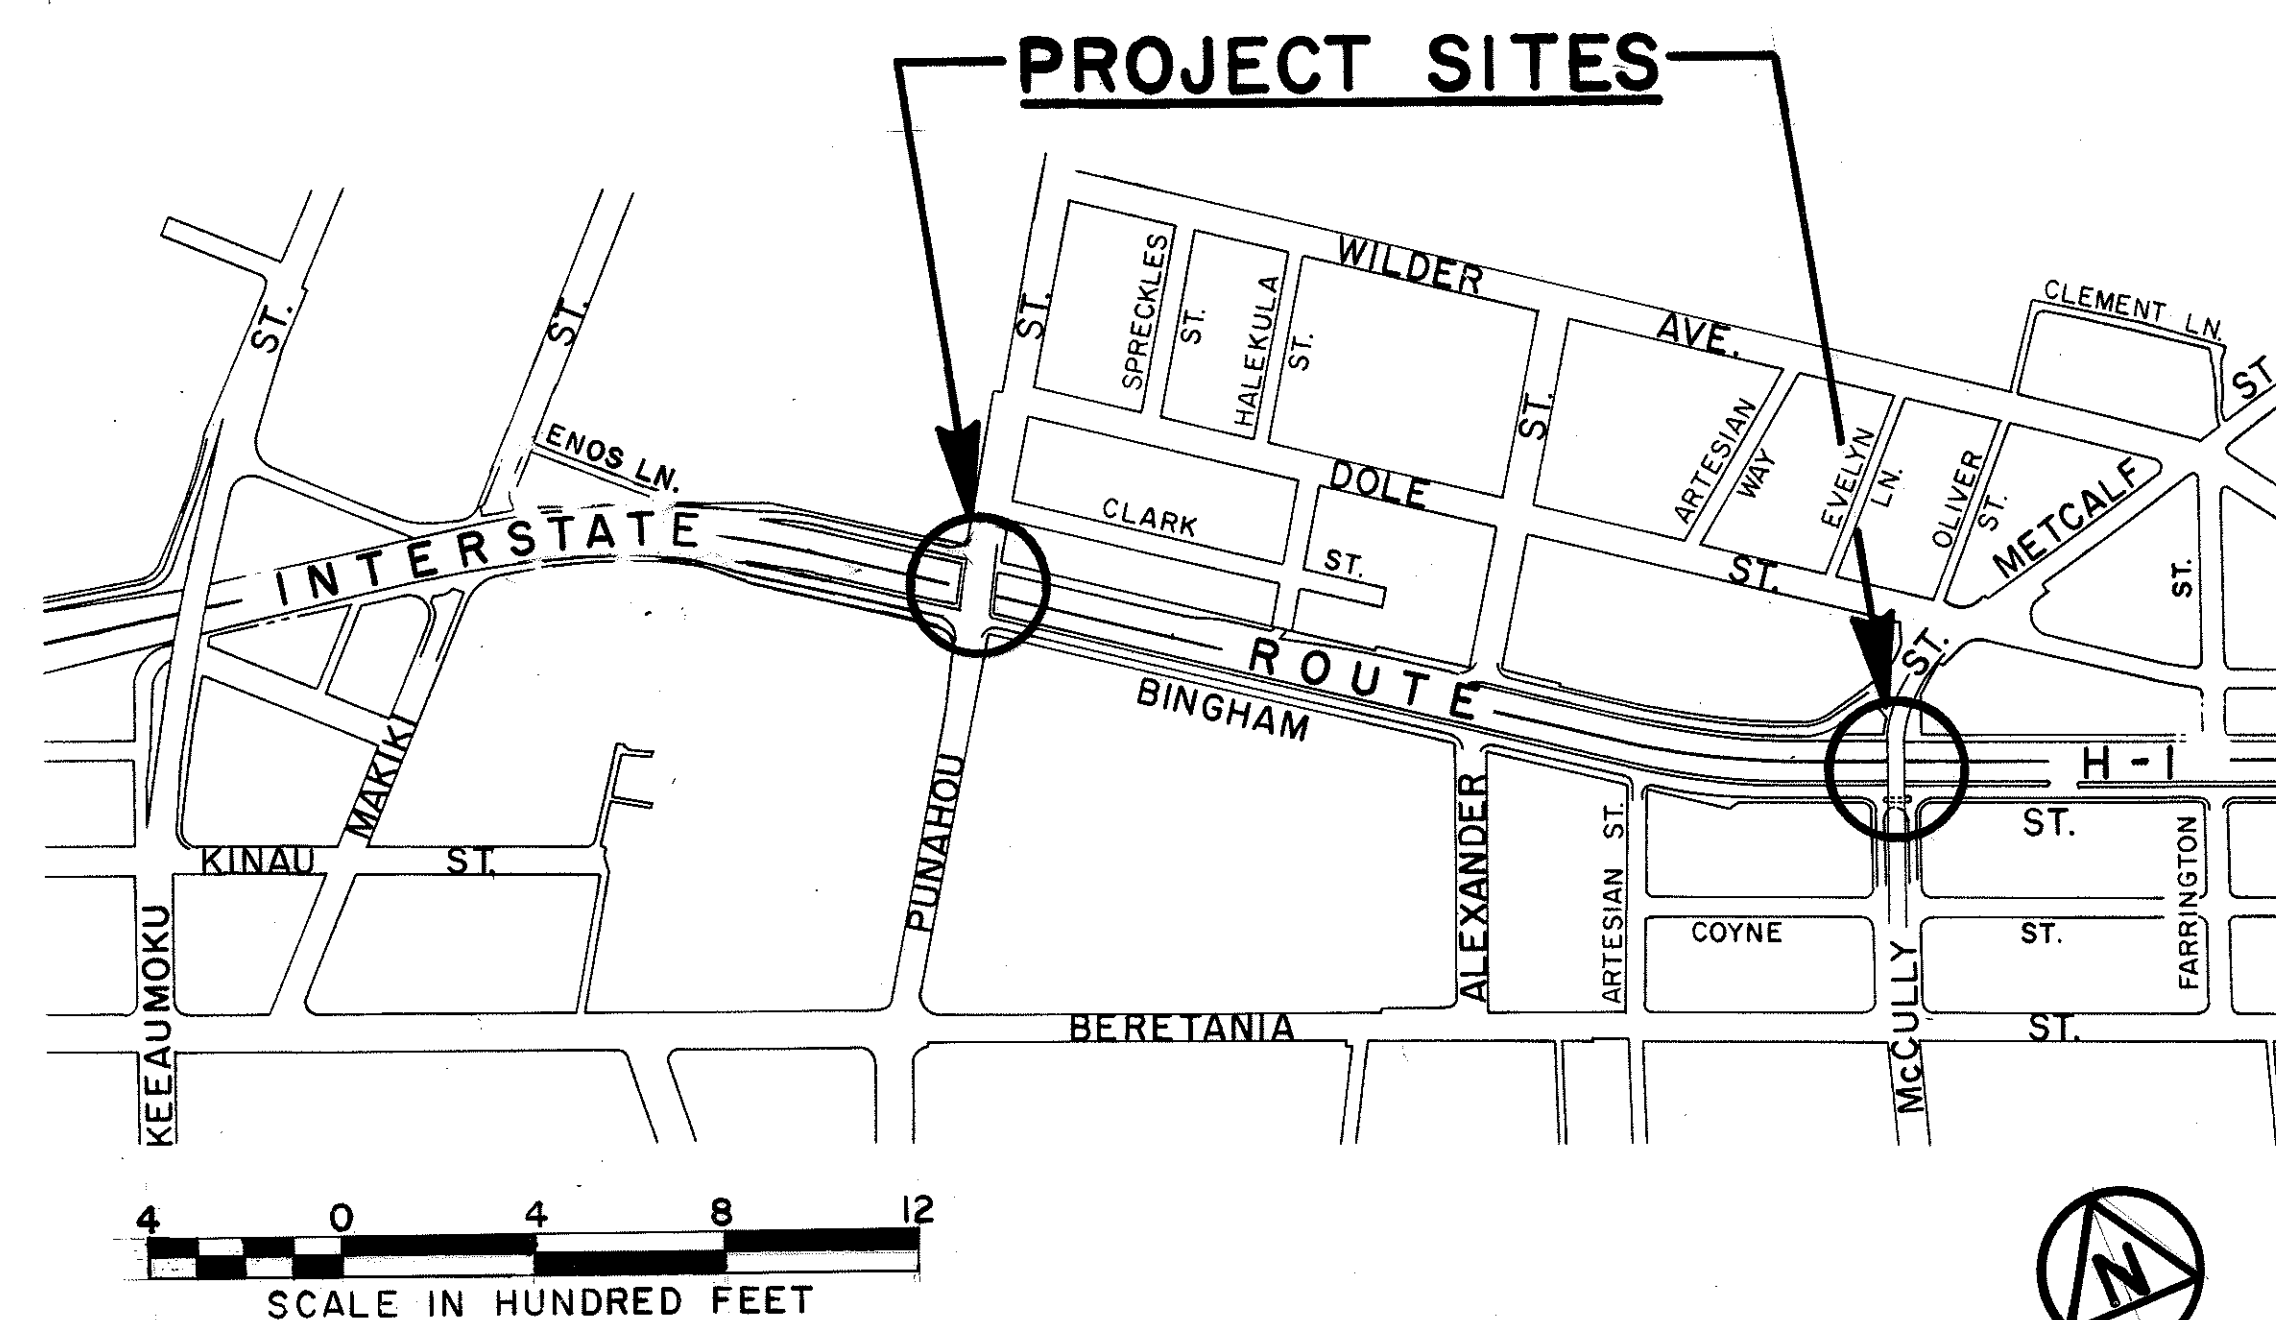 PROJECT SITES
WILDER
AVE.
CLEMENT LN.
ST.
ST.
ST.
ST.
SPRECKLES
ST.
HALEKULA
ST.
ST.
ARTESIAN
WAY
EVELYN
LN.
OLIVER
ST.
METCALF
ST.
ENOS LN.
CLARK
ST.
DOLE
ST.
ST.
INTERSTATE
ROUTE
H-1
BINGHAM
ST.
MAKIKI
PUNAHOU
ALEXANDER
ARTESIAN ST.
FARRINGTON
KINAU ST.
COYNE ST.
KEEAUMOKU
McCULLY
BERETANIA ST.
4 0 4 8 12
SCALE IN HUNDRED FEET
N